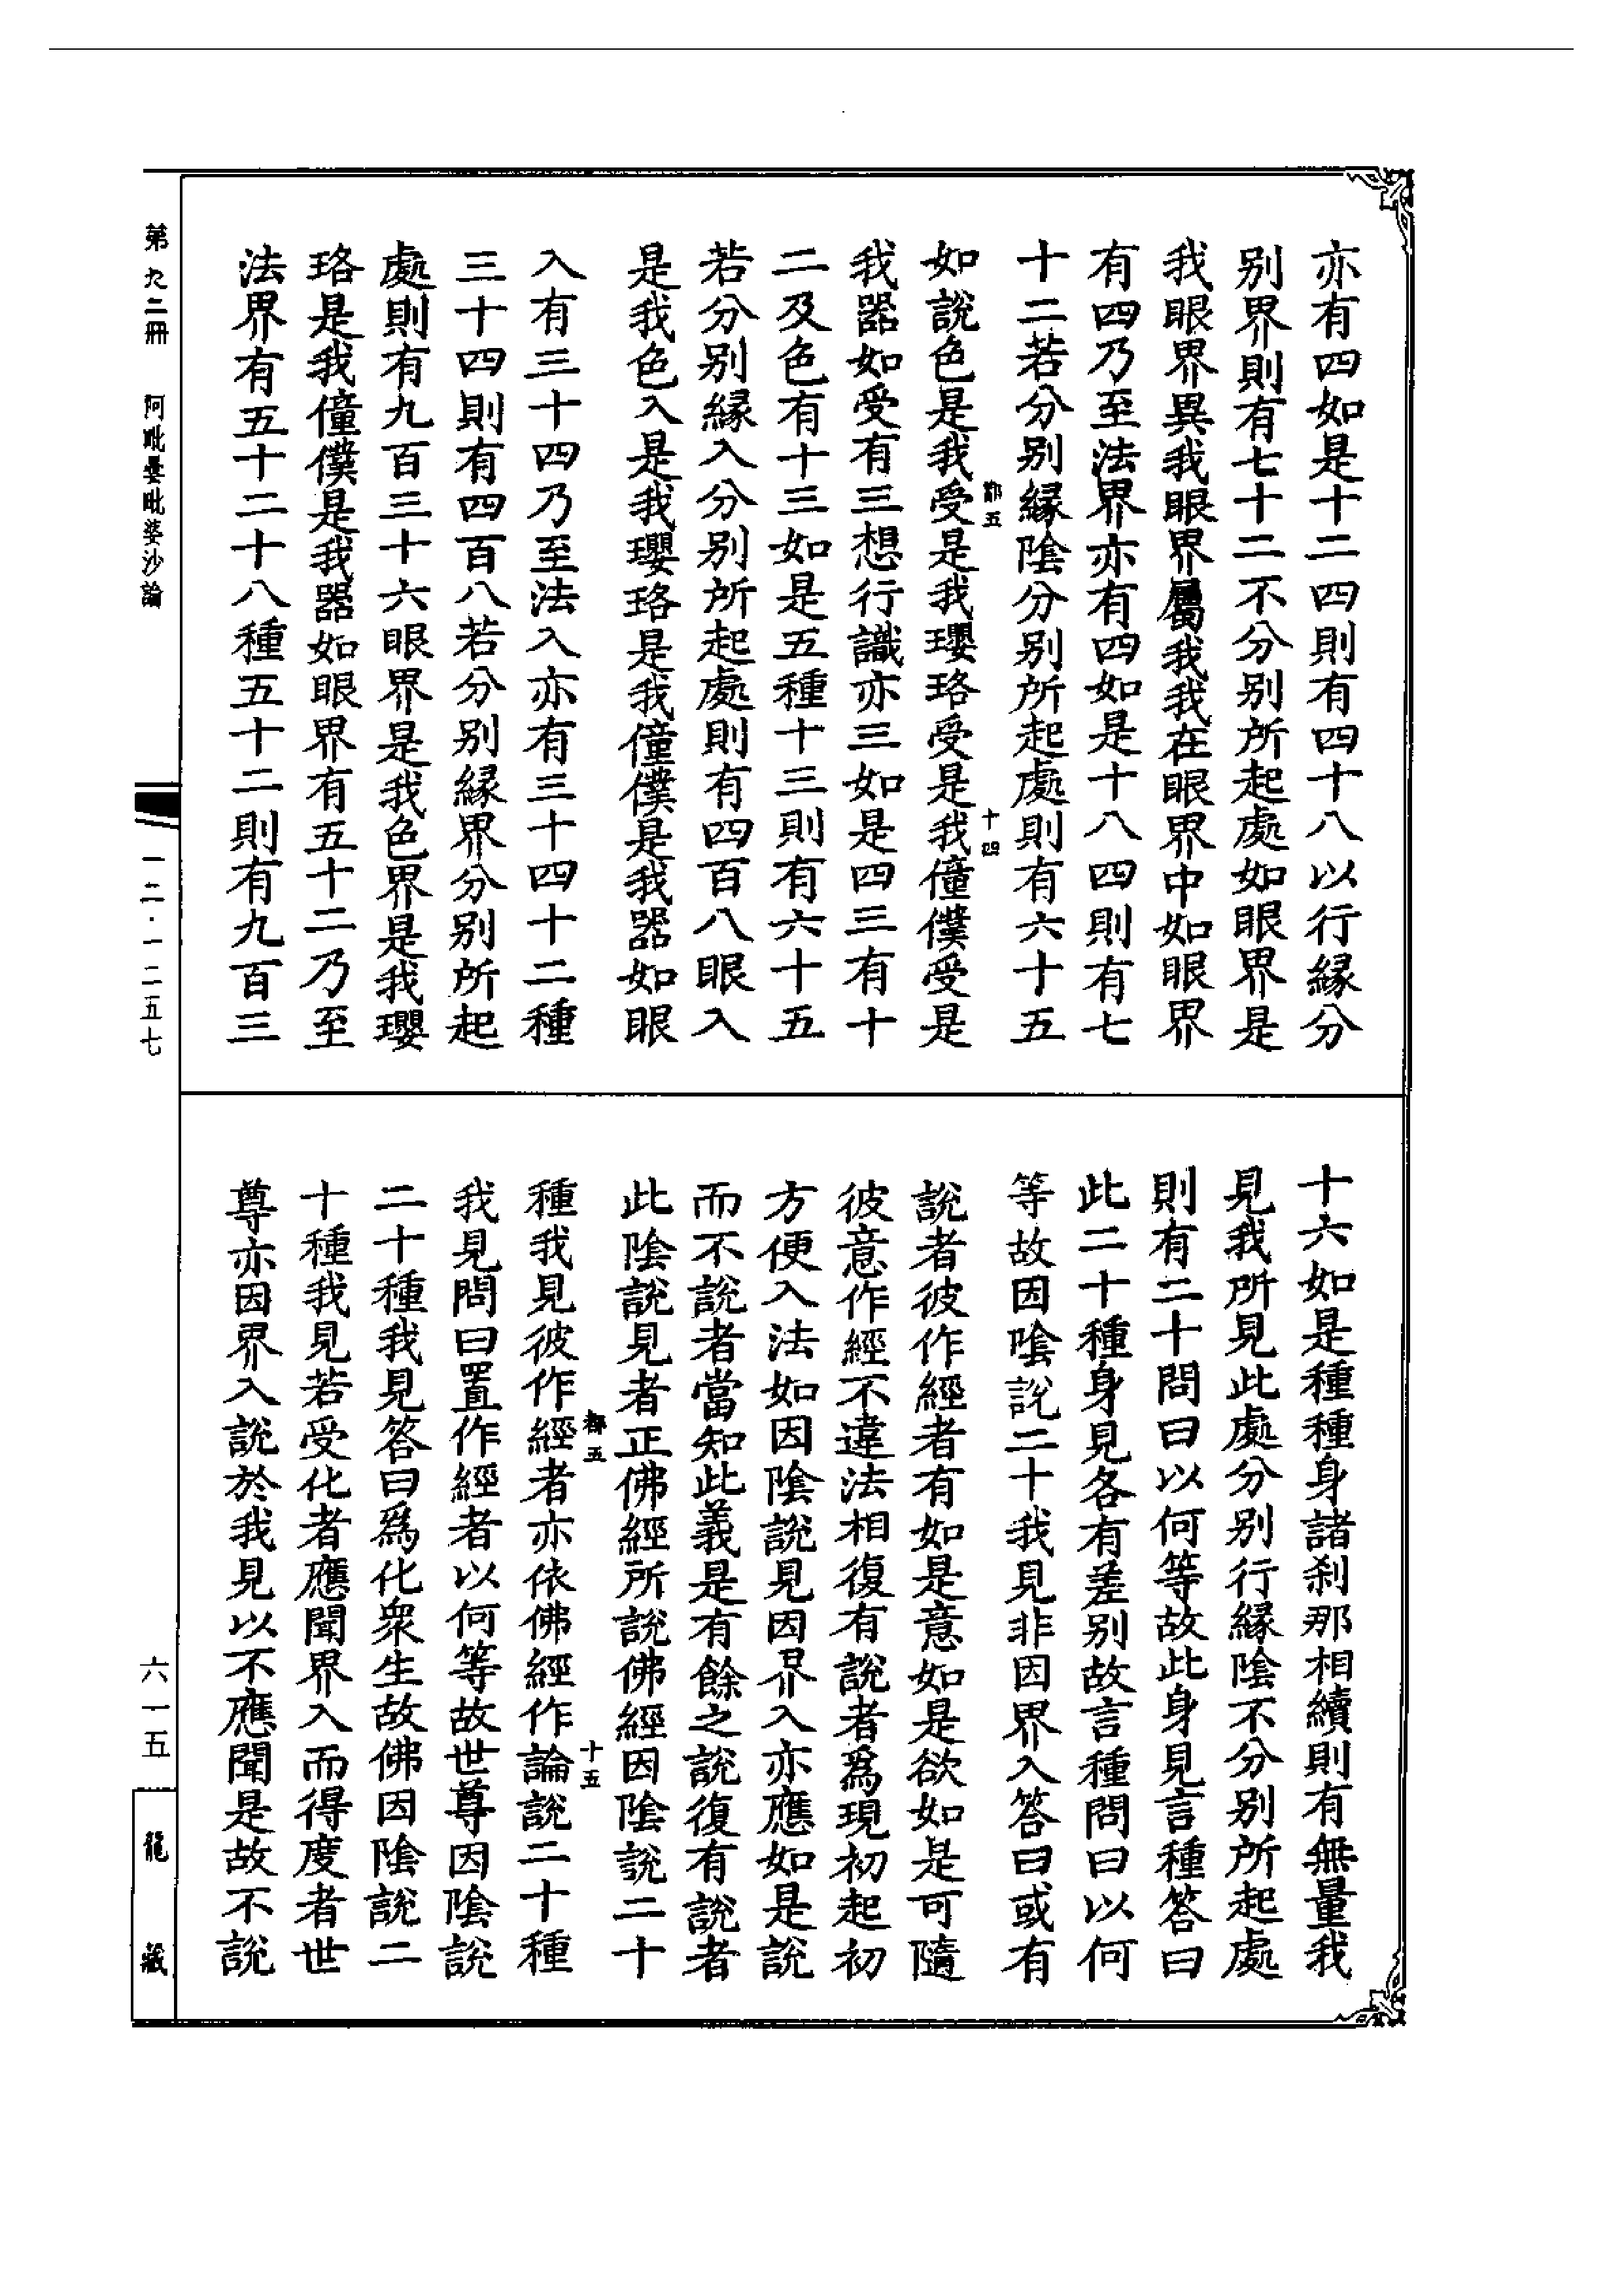 亦有四如是十二四則有四十八以行縁分
别界則有七十二不分别所起處如眼界是
我眼界異我眼界屬我我在眼界中如眼界
有四乃至法界亦有四如是十八四則有七
十二若分别縁陰分别所起處則有六十五
如說色是我受是我瓔珞受是我僮僕受是
我器如受有三想行識亦三如是四三有十
二及色有十三如是五種十三則有六十五
若分别縁入分别所起處則有四百八眼入
是我色入是我瓔珞是我僮僕是我器如眼
入有三十四乃至法入亦有三十四十二種
三十四則有四百八若分别縁界分别所起
處則有九百三十六眼界是我色界是我瓔
珞是我僮僕是我器如眼界有五十二乃至
法界有五十二十八種五十二則有九百三
十六如是種種身諸刹那相續則有無量我
見我所見此處分别行縁陰不分别所起處
則有二十問曰以何等故此身見言種答曰
此二十種身見各有差别故言種問曰以何
等故因陰說二十我見非因界入答曰或有
說者彼作經者有如是意如是欲如是可隨
彼意作經不違法相復有說者爲現初起初
方便入法如因陰說見因界入亦應如是說
而不說者當知此義是有餘之說復有說者
此陰說見者正佛經所說佛經因陰說二十
種我見彼作經者亦依佛經作論說二十種
我見問曰置作經者以何等故世尊因陰說
二十種我見答曰爲化衆生故佛因陰說二
十種我見若受化者應聞界入而得度者世
尊亦因界入說於我見以不應聞是故不說
都五
十四
都五
十五
第九二冊
阿毗曇毗婆沙論
一二·一二五七
六一五
龍藏